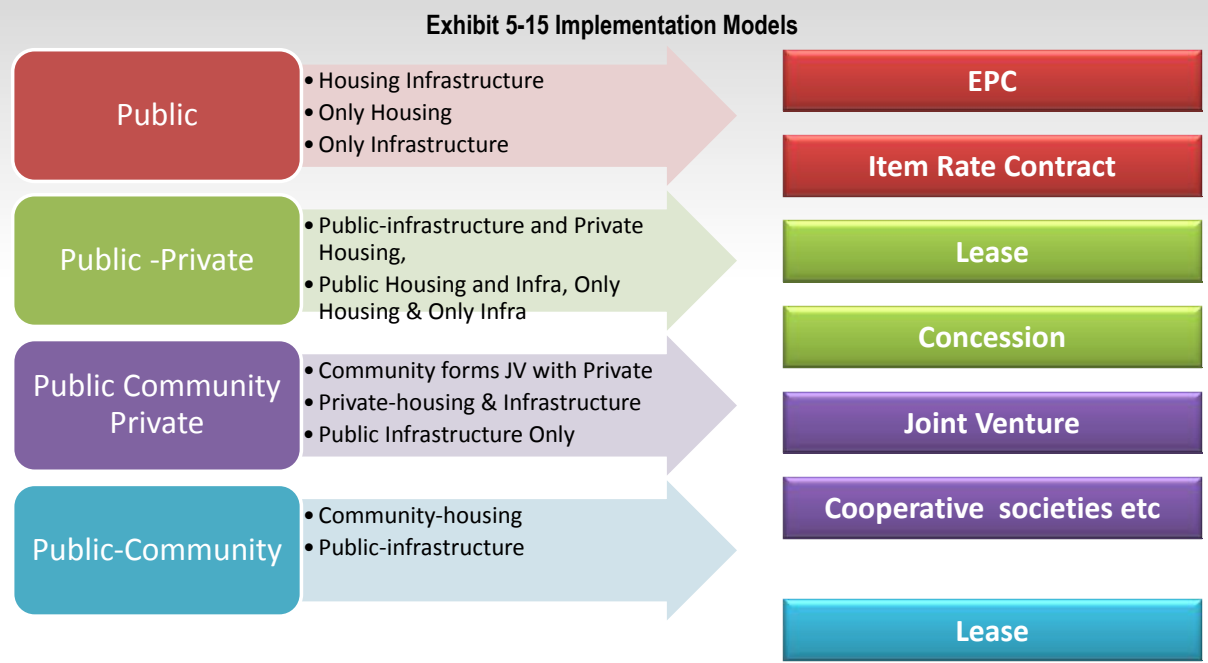 Exhibit 5-15 Implementation Models
Public
• Housing Infrastructure
• Only Housing
• Only Infrastructure
EPC
Item Rate Contract
Public -Private
• Public-infrastructure and Private
Housing,
• Public Housing and Infra, Only
Housing & Only Infra
Lease
Concession
Public Community
Private
• Community forms JV with Private
• Private-housing & Infrastructure
• Public Infrastructure Only
Joint Venture
Cooperative societies etc
Public-Community
• Community-housing
• Public-infrastructure
Lease